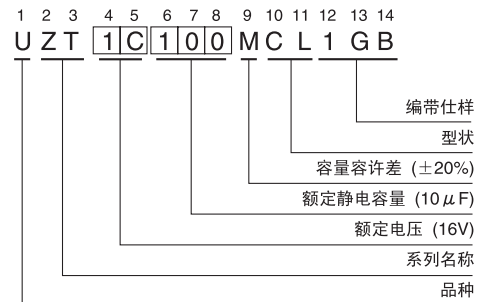 1 2 3 4 5 6 7 8 9 10 11 12 13 14
U Z T 1 C 1 0 0 M C L 1 G B
编带仕样
型状
容量容许差 (±20%)
额定静电容量 (10μF)
额定电压 (16V)
系列名称
品种